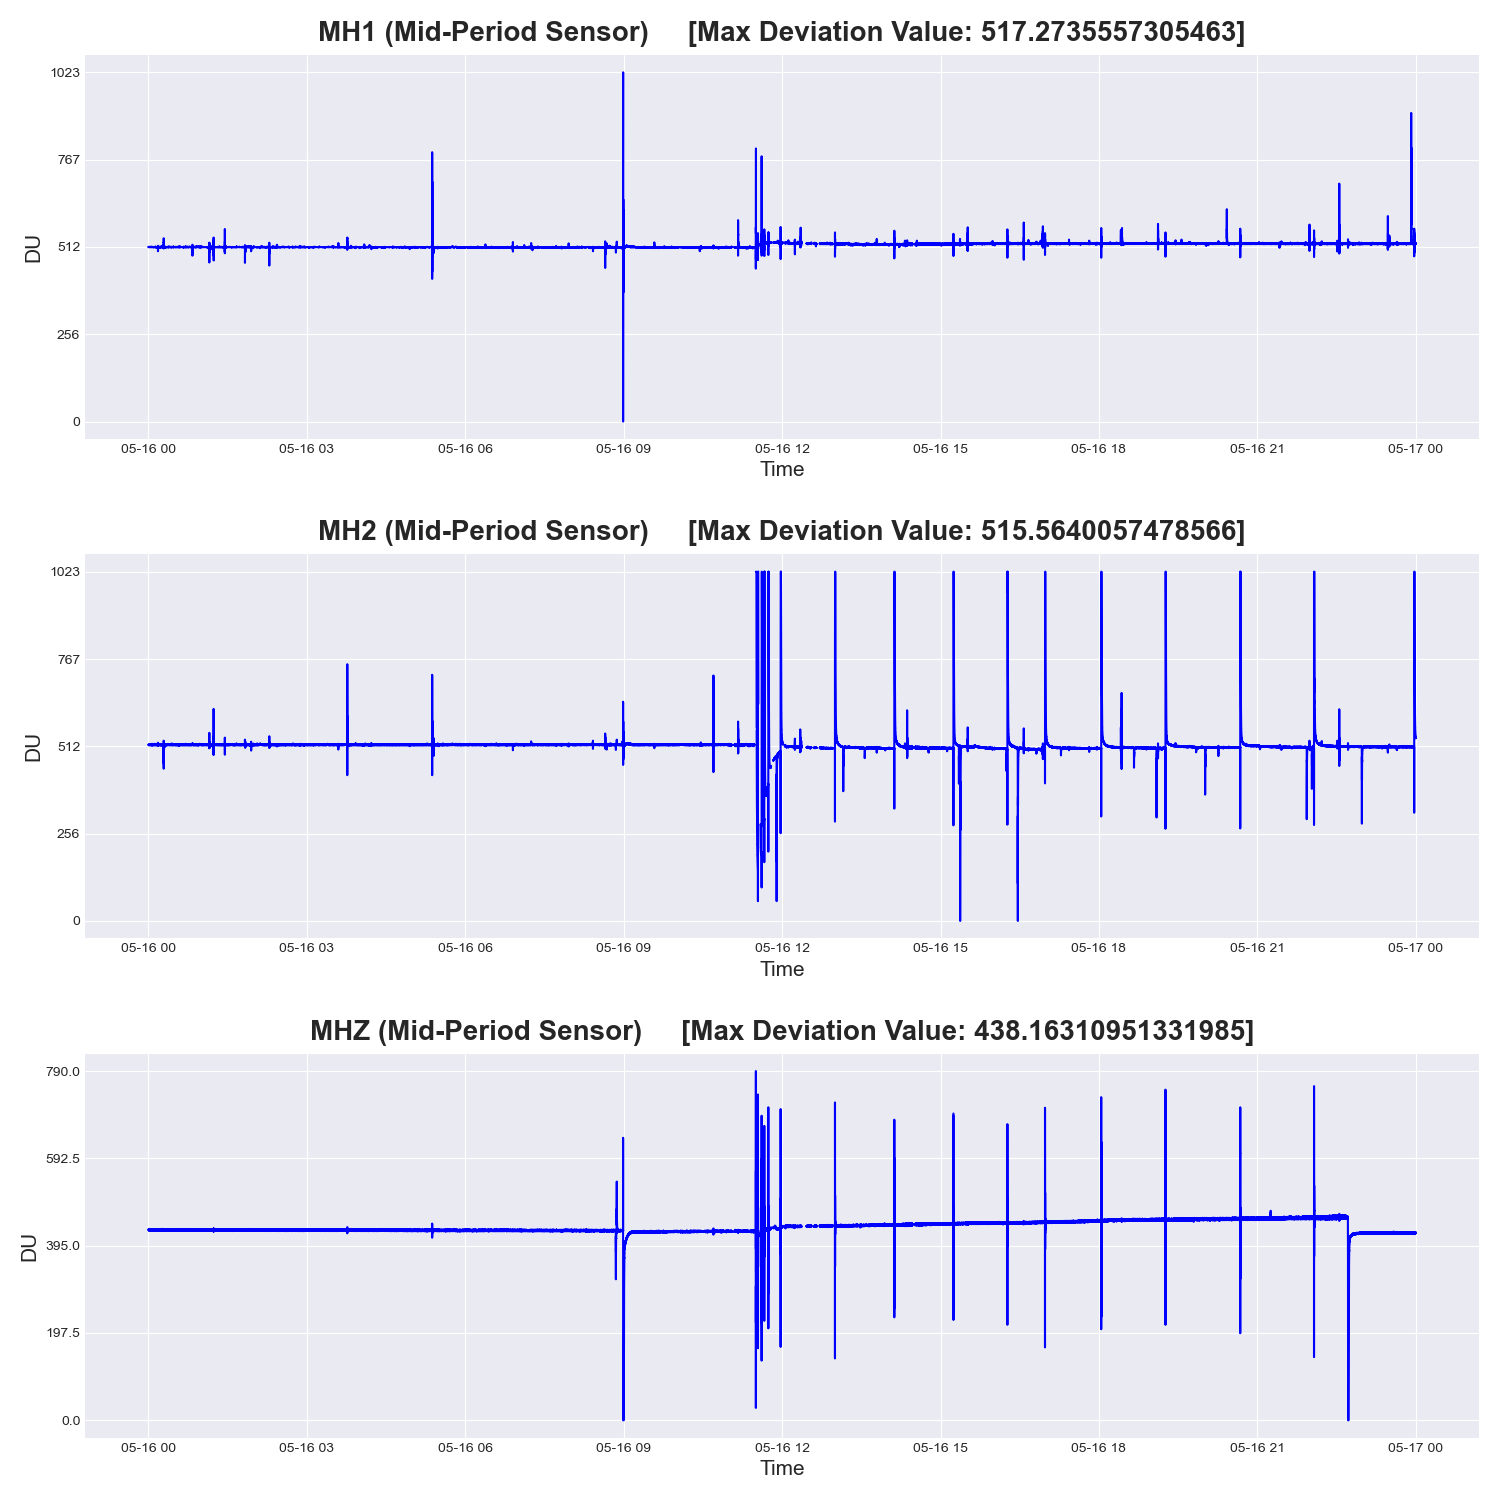 MH1 (Mid-Period Sensor) [Max Deviation Value: 517.2735557305463]
1023
767
512
256
0
DU
05-16 00 05-16 03 05-16 06 05-16 09 05-16 12 05-16 15 05-16 18 05-16 21 05-17 00
Time
MH2 (Mid-Period Sensor) [Max Deviation Value: 515.5640057478566]
1023
767
512
256
0
DU
05-16 00 05-16 03 05-16 06 05-16 09 05-16 12 05-16 15 05-16 18 05-16 21 05-17 00
Time
MHZ (Mid-Period Sensor) [Max Deviation Value: 438.16310951331985]
790.0
592.5
395.0
197.5
0.0
DU
05-16 00 05-16 03 05-16 06 05-16 09 05-16 12 05-16 15 05-16 18 05-16 21 05-17 00
Time